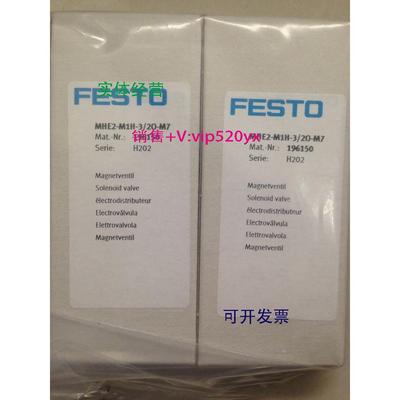 实体经营
FESTO
MHE2-M1H-3/2O-M7
Mat.-Nr.: 196150
Serie: H202
Magnetventil
Solenoid valve
électrodistributeur
Electroválvula
Elettrovalvola
Magnetventil
FESTO
MHE2-M1H-3/2O-M7
Mat.-Nr.: 196150
Serie: H202
Magnetventil
Solenoid valve
électrodistributeur
Electroválvula
Elettrovalvola
Magnetventil
销售+V:vip520yx
可开发票